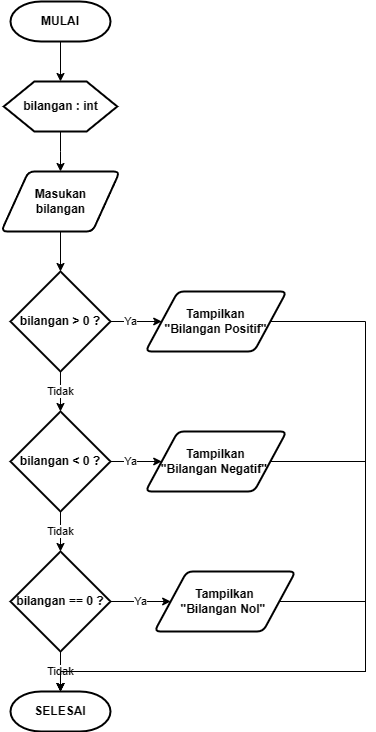 MULAI
bilangan : int
Masukan
bilangan
bilangan > 0 ?
Ya
Tampilkan
"Bilangan Positif"
Tidak
bilangan < 0 ?
Ya
Tampilkan
"Bilangan Negatif"
Tidak
bilangan == 0 ?
Ya
Tampilkan
"Bilangan Nol"
Tidak
SELESAI